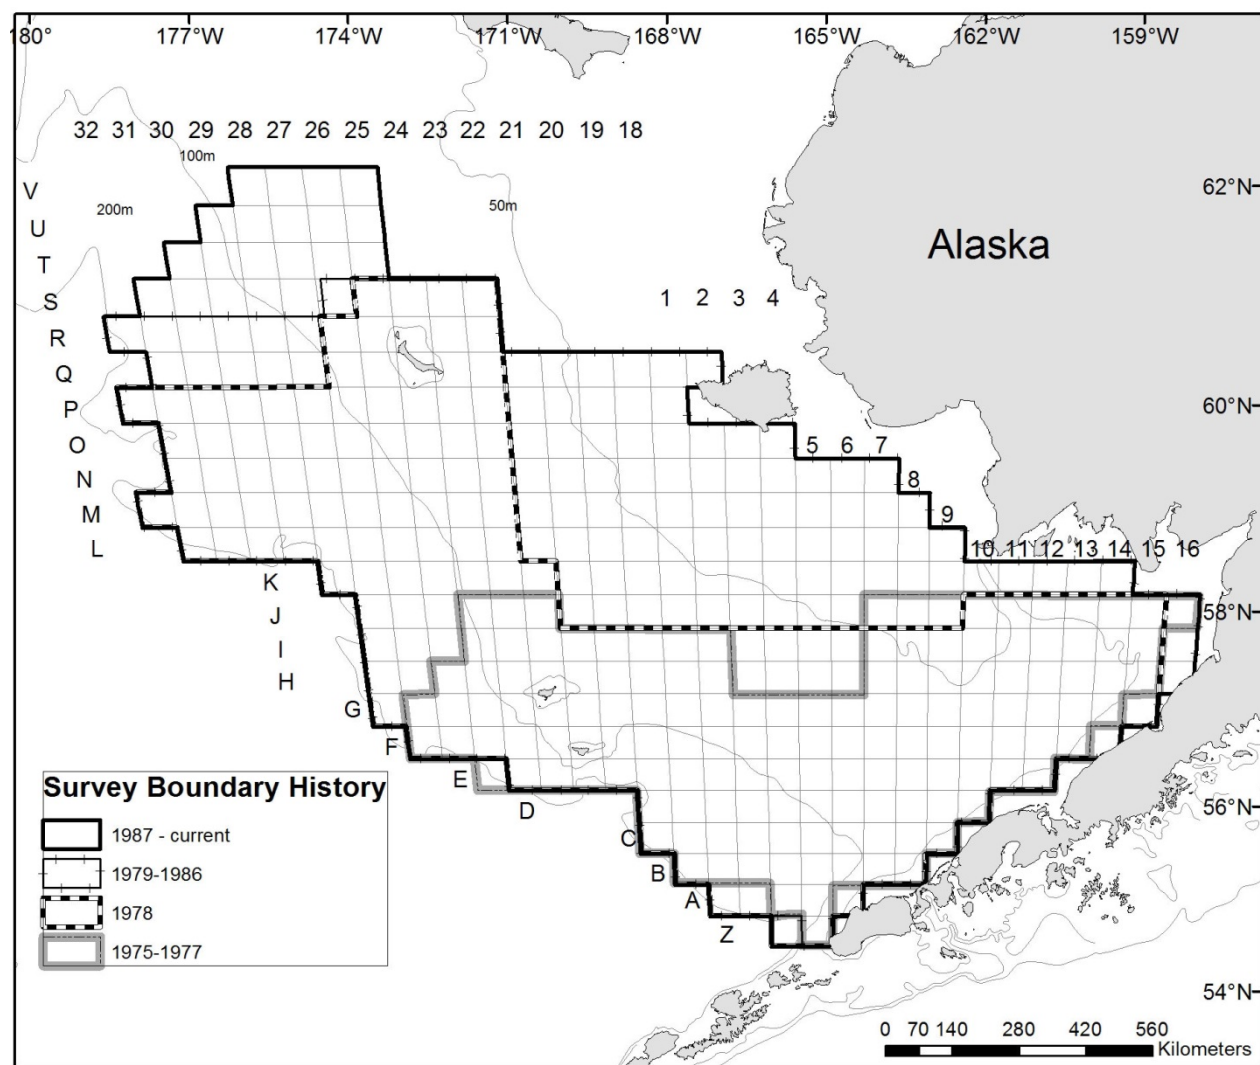 180° 177°W 174°W 171°W 168°W 165°W 162°W 159°W
32 31 30 29 28 27 26 25 24 23 22 21 20 19 18
100m
62°N
V
200m
50m
U
Alaska
T
S
1 2 3 4
R
Q
60°N
P
O
5 6 7
N
8
M
9
L
10 11 12 13 14 15 16
K
58°N
J
I
H
G
F
E
Survey Boundary History
56°N
D
1987 - current
C
B
1979-1986
A
1978
Z
1975-1977
54°N
0 70 140 280 420 560
Kilometers